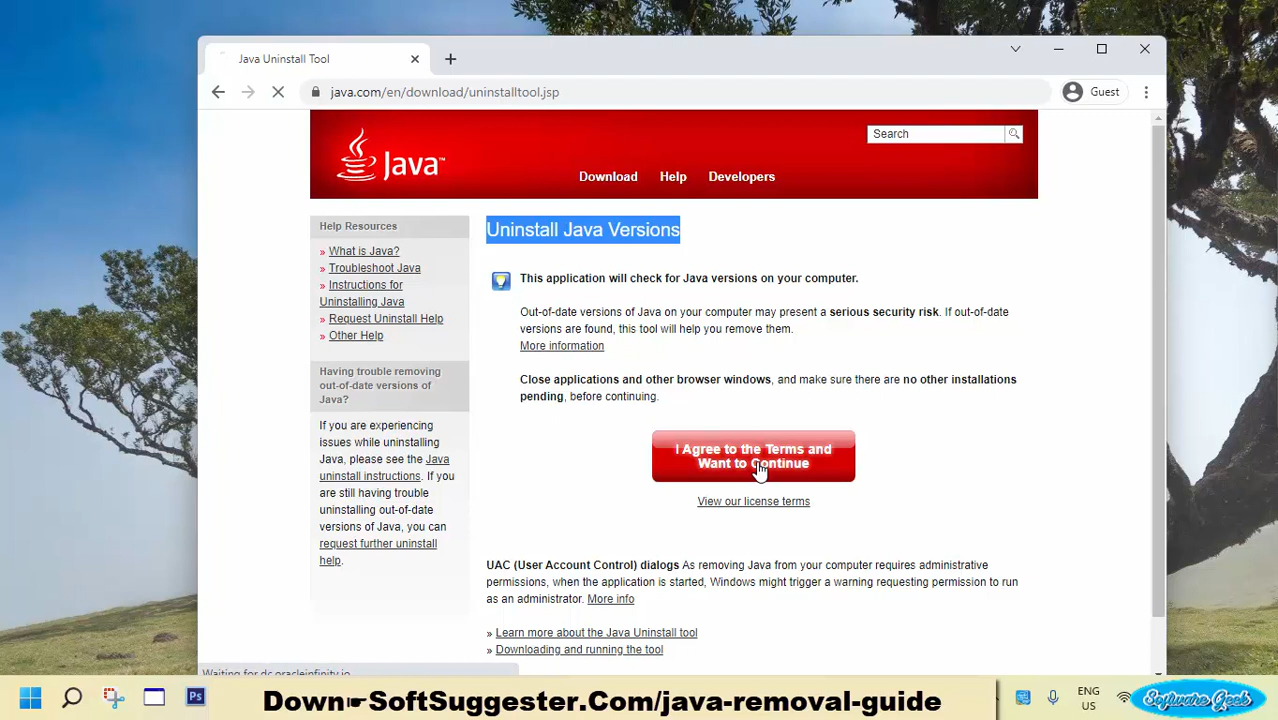 Java Uninstall Tool
java.com/en/download/uninstalltool.jsp
Guest
Java™
Search
Download Help Developers
Help Resources
» What is Java?
» Troubleshoot Java
» Instructions for
Uninstalling Java
» Request Uninstall Help
» Other Help
Having trouble removing
out-of-date versions of
Java?
If you are experiencing
issues while uninstalling
Java, please see the Java
uninstall instructions. If you
are still having trouble
uninstalling out-of-date
versions of Java, you can
request further uninstall
help.
Uninstall Java Versions
This application will check for Java versions on your computer.
Out-of-date versions of Java on your computer may present a serious security risk. If out-of-date
versions are found, this tool will help you remove them.
More information
Close applications and other browser windows, and make sure there are no other installations
pending, before continuing.
I Agree to the Terms and
Want to Continue
View our license terms
UAC (User Account Control) dialogs As removing Java from your computer requires administrative
permissions, when the application is started, Windows might trigger a warning requesting permission to run
as an administrator. More info
» Learn more about the Java Uninstall tool
» Downloading and running the tool
Waiting for dc.oracleinfinity.io
Ps
Down☛SoftSuggester.Com/java-removal-guide
ENG
US
Software Geek